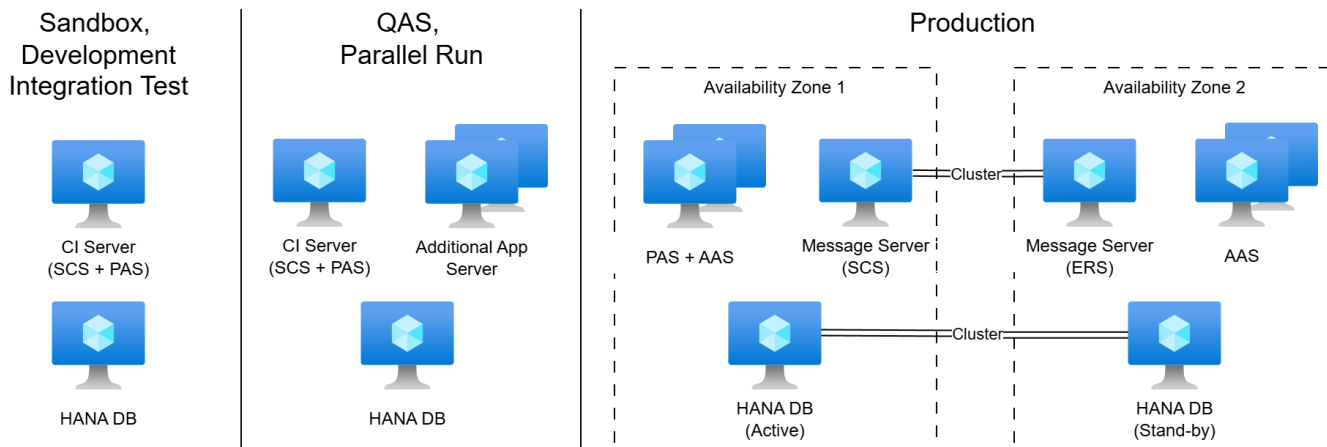 Sandbox,
Development
Integration Test
CI Server
(SCS + PAS)
HANA DB
QAS,
Parallel Run
CI Server
(SCS + PAS)
Additional App
Server
HANA DB
Production
Availability Zone 1
PAS + AAS
Message Server
(SCS)
Cluster
Availability Zone 2
Message Server
(ERS)
AAS
HANA DB
(Active)
Cluster
HANA DB
(Stand-by)